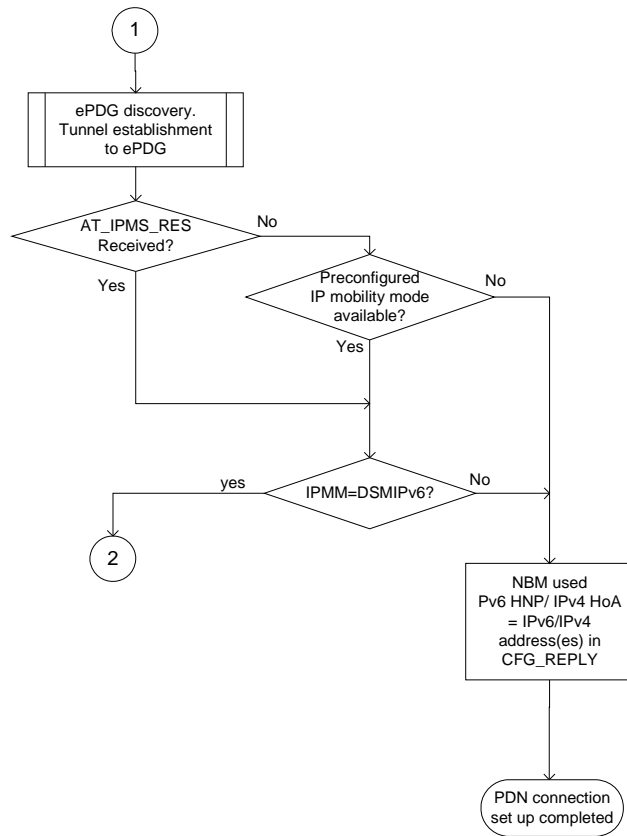 1
ePDG discovery.
Tunnel establishment
to ePDG
AT_IPMS_RES
Received?
No
Yes
Preconfigured
IP mobility mode
available?
No
Yes
yes
IPMM=DSMIPv6?
No
2
NBM used
Pv6 HNP/ IPv4 HoA
= IPv6/IPv4
address(es) in
CFG_REPLY
PDN connection
set up completed